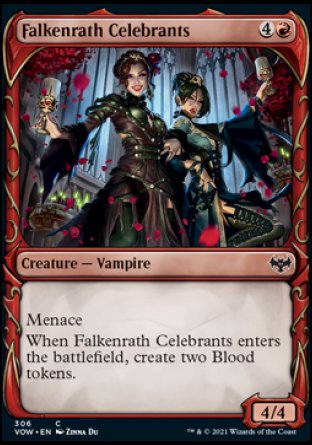 Falkenrath Celebrants 4
Creature — Vampire
Menace
When Falkenrath Celebrants enters
the battlefield, create two Blood
tokens.
306 C
VOW • EN Zinna Du
™ & © 2021 Wizards of the Coast
4/4